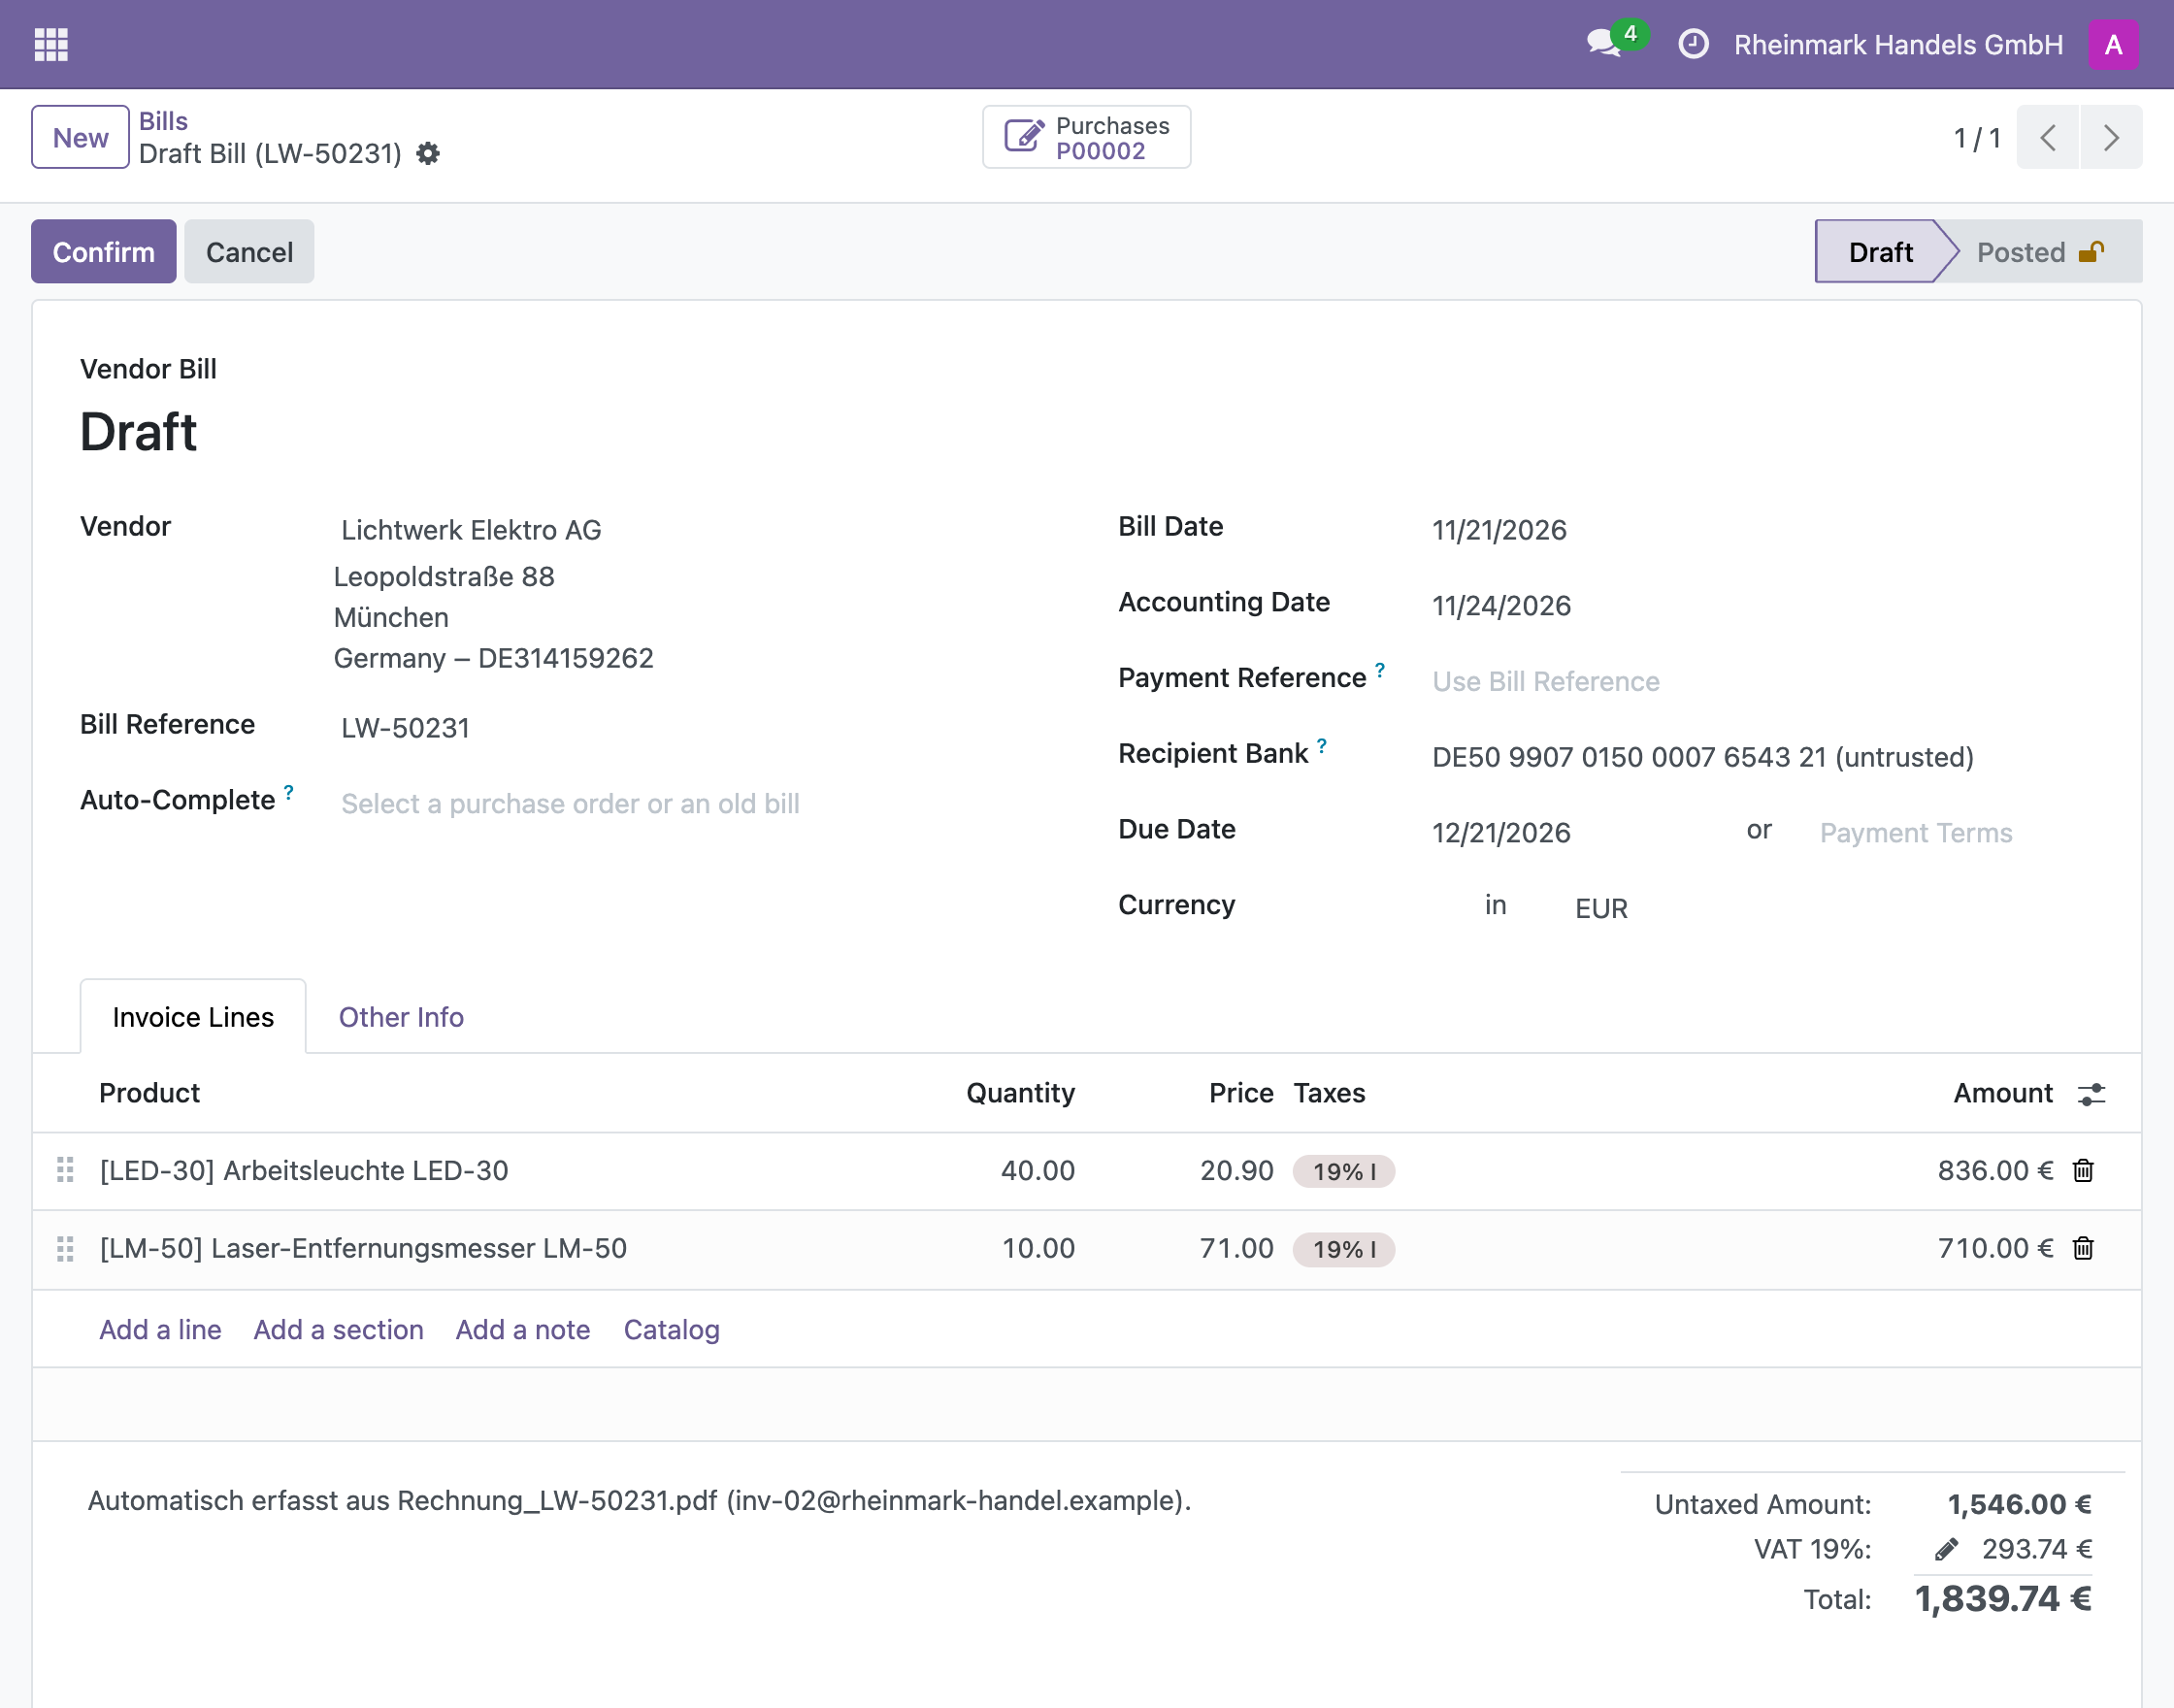 4
Rheinmark Handels GmbH
A
New
Bills
Draft Bill (LW-50231)
Purchases
P00002
1 / 1
Confirm
Cancel
Draft
Posted
Vendor Bill
Draft
Vendor
Lichtwerk Elektro AG
Leopoldstraße 88
München
Germany – DE314159262
Bill Reference
LW-50231
Auto-Complete ?
Select a purchase order or an old bill
Bill Date
11/21/2026
Accounting Date
11/24/2026
Payment Reference ?
Use Bill Reference
Recipient Bank ?
DE50 9907 0150 0007 6543 21 (untrusted)
Due Date
12/21/2026 or Payment Terms
Currency
in EUR
Invoice Lines
Other Info
Product Quantity Price Taxes Amount
[LED-30] Arbeitsleuchte LED-30 40.00 20.90 19% I 836.00 €
[LM-50] Laser-Entfernungsmesser LM-50 10.00 71.00 19% I 710.00 €
Add a line Add a section Add a note Catalog
Automatisch erfasst aus Rechnung_LW-50231.pdf (inv-02@rheinmark-handel.example).
Untaxed Amount: 1,546.00 €
VAT 19%: 293.74 €
Total: 1,839.74 €